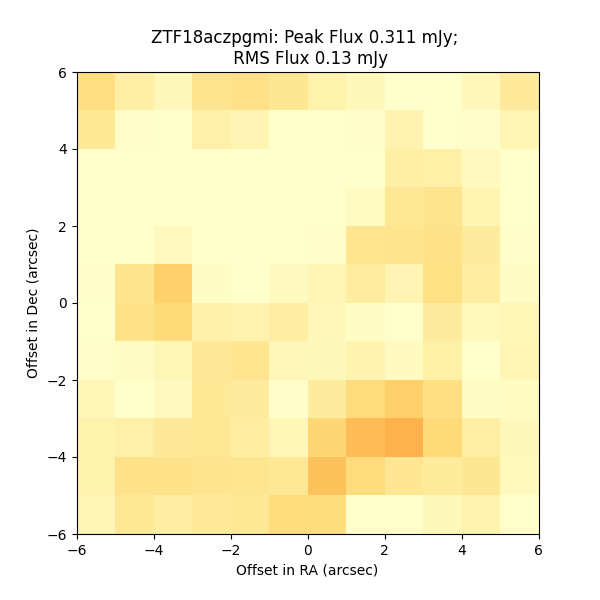 ZTF18aczpgmi: Peak Flux 0.311 mJy;
RMS Flux 0.13 mJy
6
4
2
0
−2
−4
−6
Offset in Dec (arcsec)
−6 −4 −2 0 2 4 6
Offset in RA (arcsec)